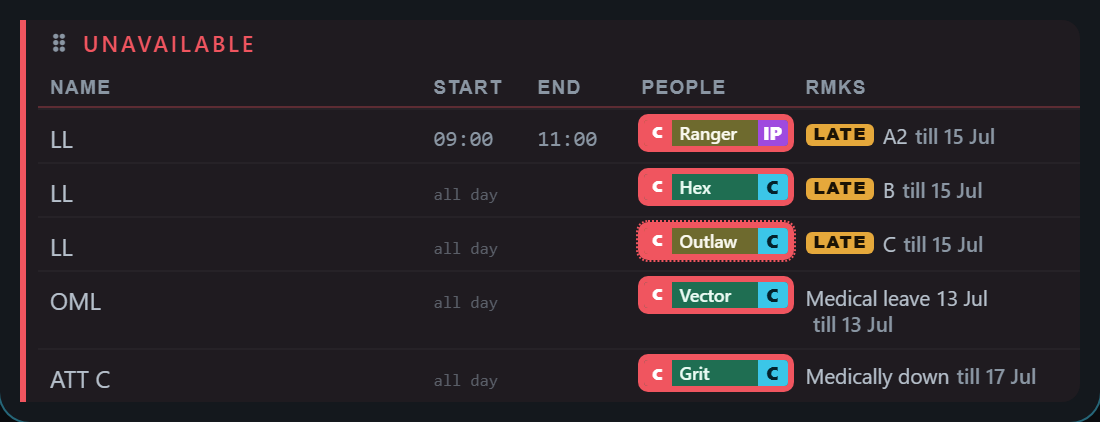 UNAVAILABLE
NAME START END PEOPLE RMKS
LL 09:00 11:00 C Ranger IP LATE A2 till 15 Jul
LL all day C Hex C LATE B till 15 Jul
LL all day C Outlaw C LATE C till 15 Jul
OML all day C Vector C Medical leave 13 Jul
till 13 Jul
ATT C all day C Grit C Medically down till 17 Jul